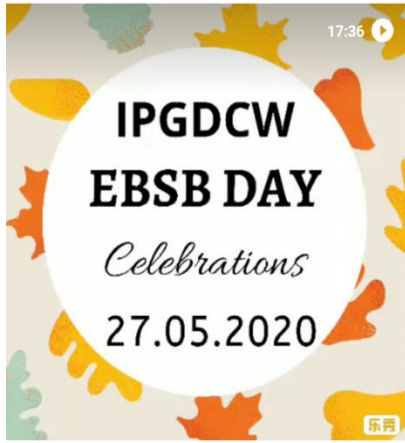 17:36
IPGDCW
EBSB DAY
Celebrations
27.05.2020
乐秀